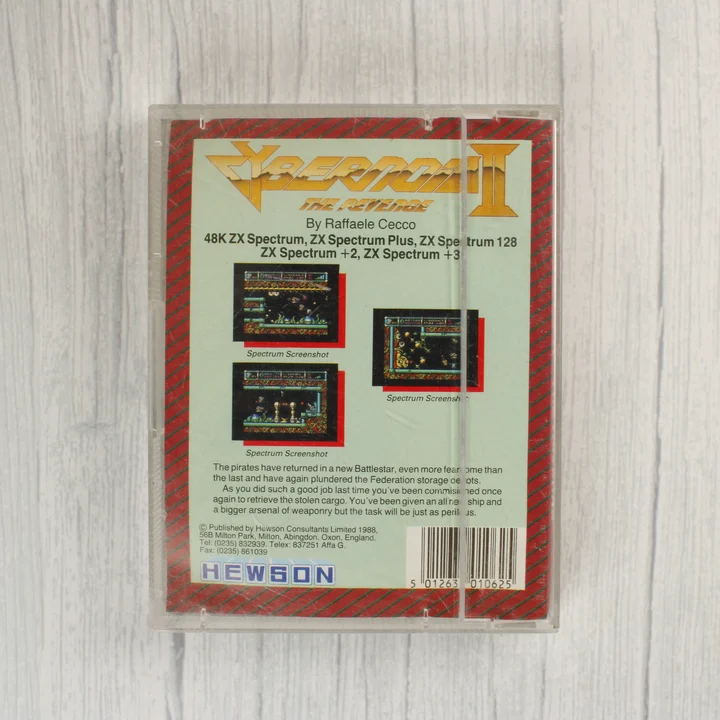 CYBERNOID II
THE REVENGE
By Raffaele Cecco
48K ZX Spectrum, ZX Spectrum Plus, ZX Spectrum 128
ZX Spectrum +2, ZX Spectrum +3
Spectrum Screenshot
Spectrum Screenshot
Spectrum Screenshot
The pirates have returned in a new Battlestar, even more fearsome than
the last and have again plundered the Federation storage depots.
As you did such a good job last time you've been commissioned once
again to retrieve the stolen cargo. You've been given an all new ship and
a bigger arsenal of weaponry but the task will be just as perilous.
© Published by Hewson Consultants Limited 1988,
56B Milton Park, Milton, Abingdon, Oxon, England.
Tel: (0235) 832939. Telex: 837251 Affa G.
Fax: (0235) 861039
HEWSON
5 01263 010625